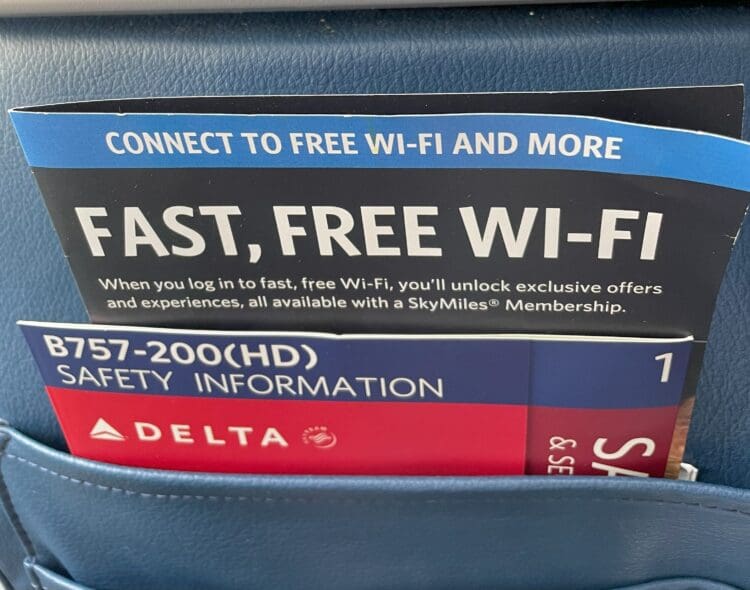 CONNECT TO FREE WI-FI AND MORE
FAST, FREE WI-FI
When you log in to fast, free Wi-Fi, you'll unlock exclusive offers
and experiences, all available with a SkyMiles® Membership.
B757-200(HD)
SAFETY INFORMATION
1
DELTA
SA
& SE